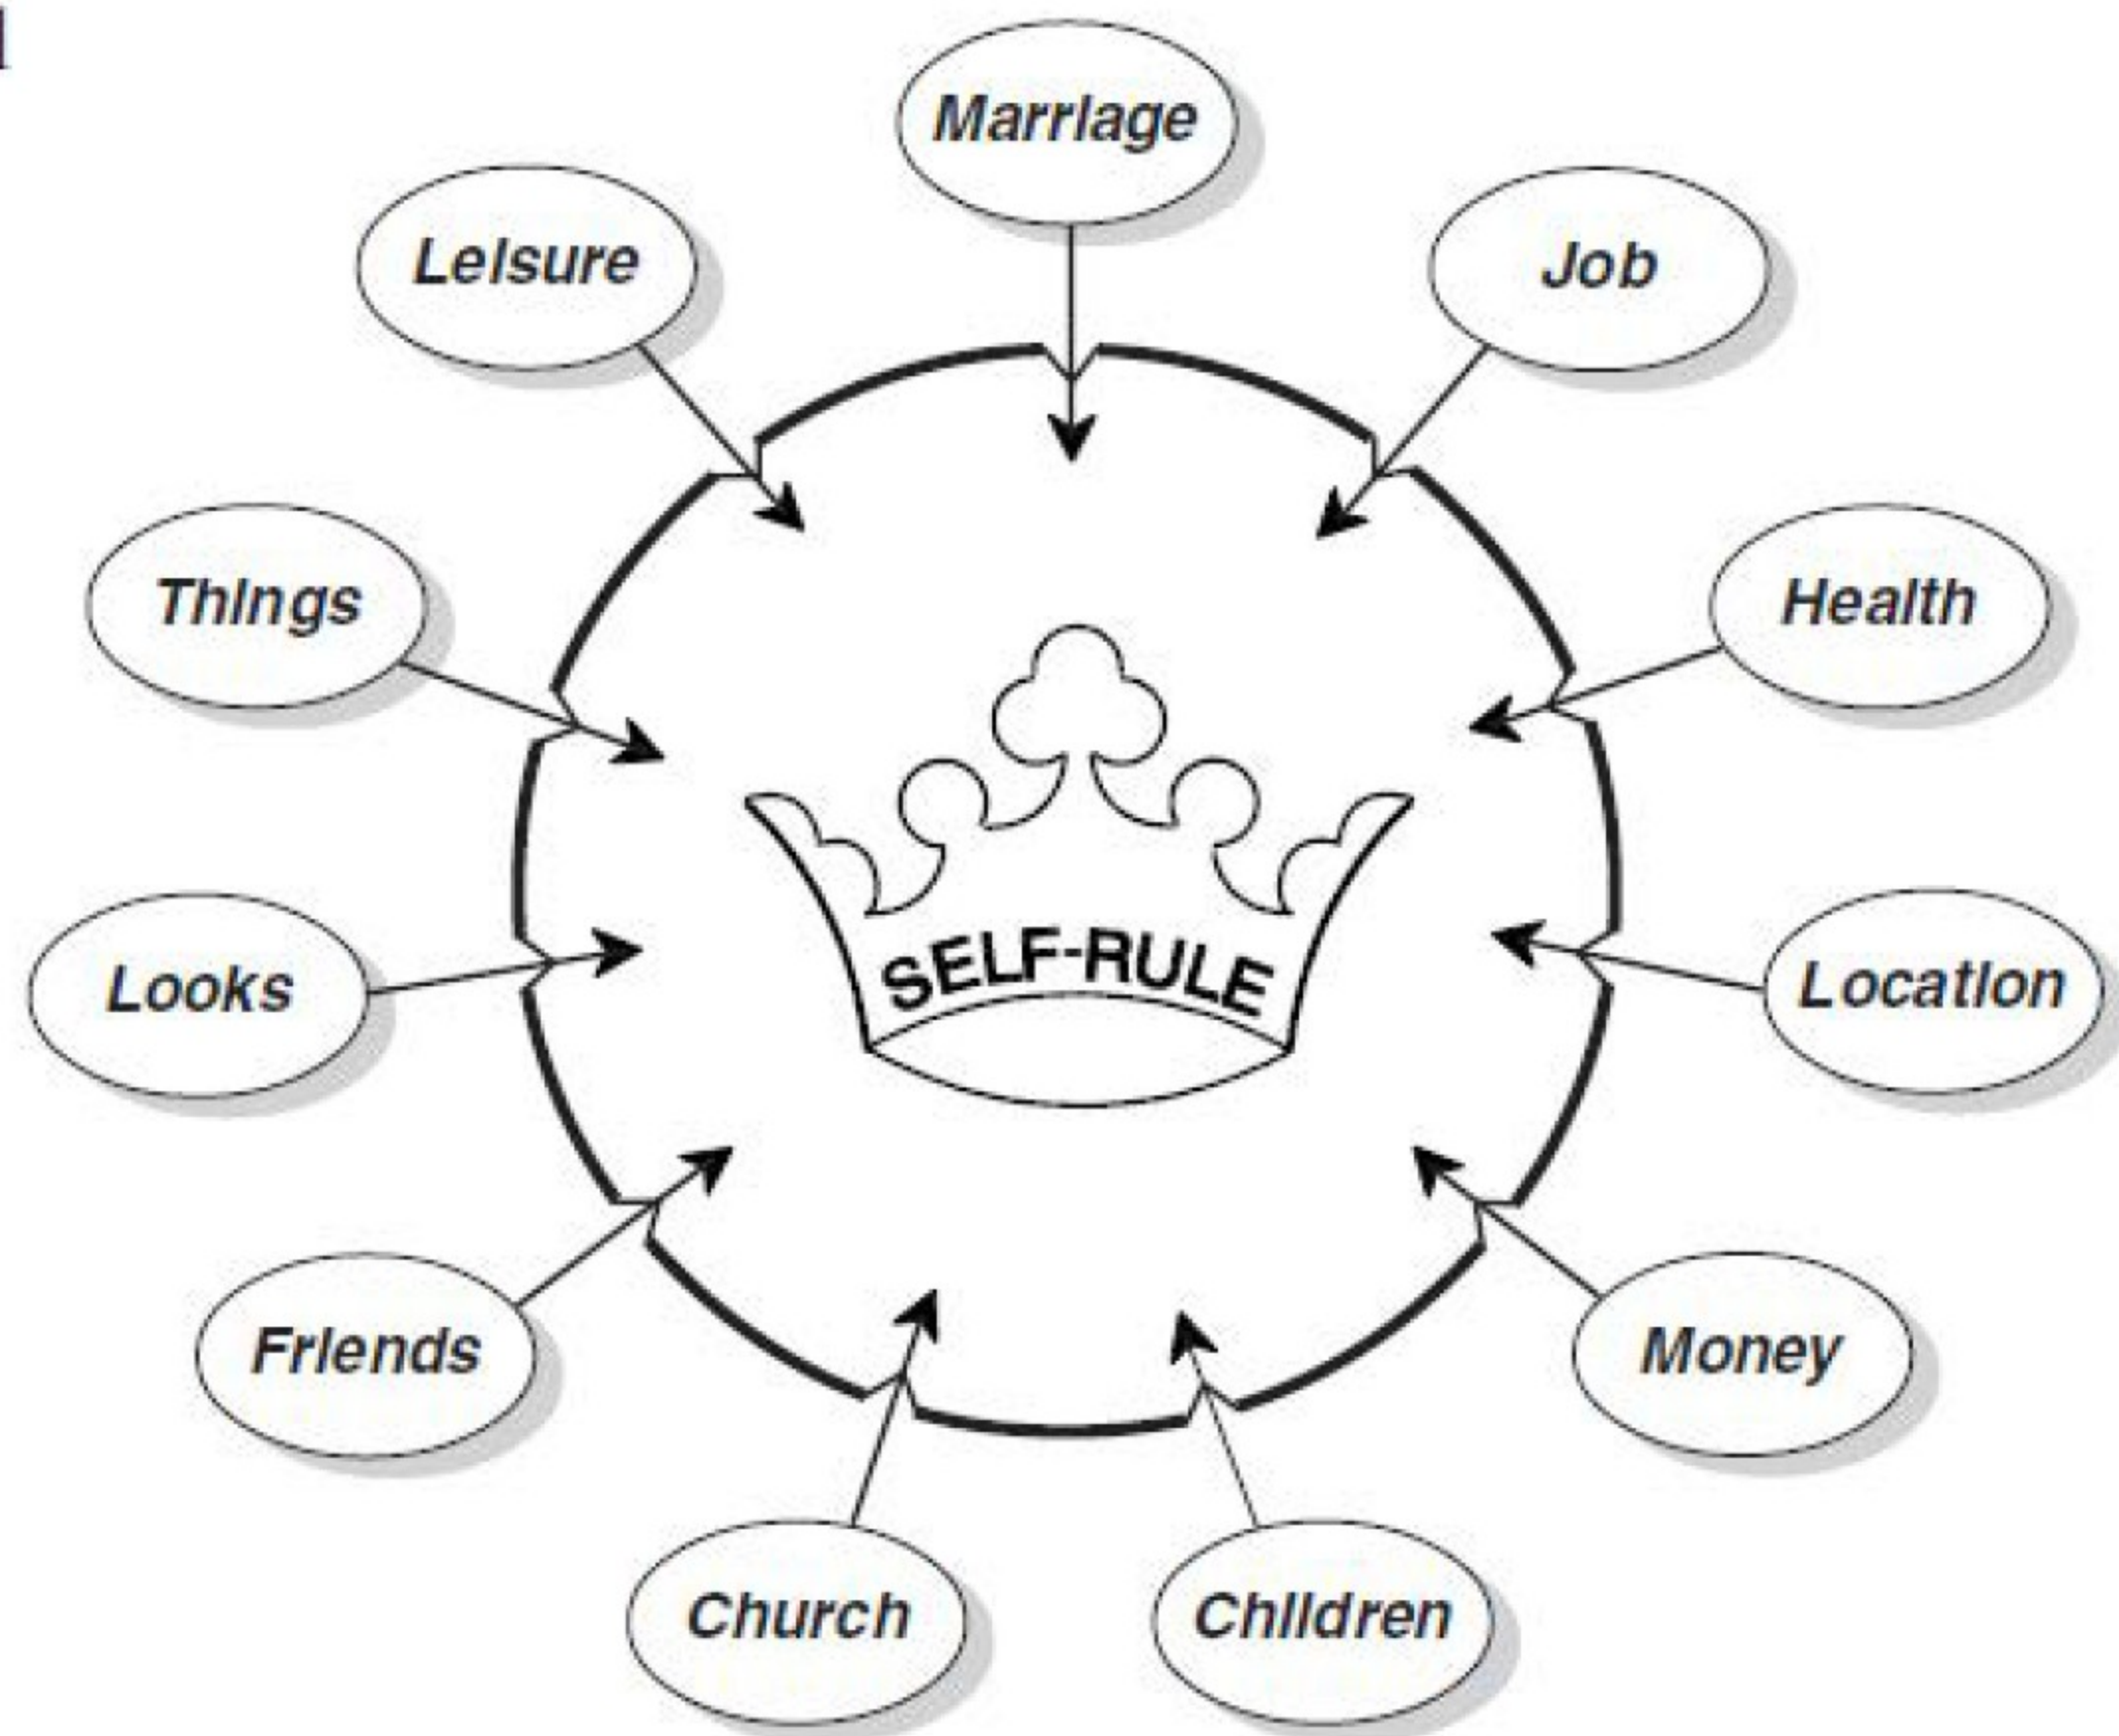 Marriage
Leisure
Job
Things
Health
SELF-RULE
Looks
Location
Friends
Money
Church
Children